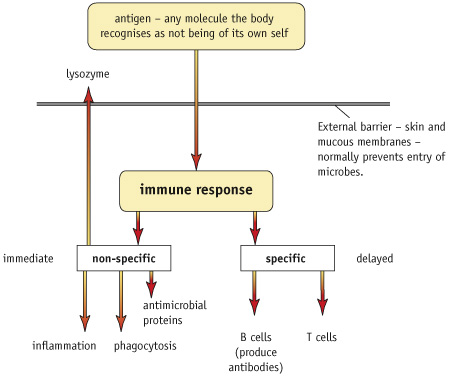 antigen – any molecule the body
recognises as not being of its own self
lysozyme
External barrier – skin and
mucous membranes –
normally prevents entry of
microbes.
immune response
immediate
non-specific
specific
delayed
antimicrobial
proteins
inflammation
phagocytosis
B cells
(produce
antibodies)
T cells